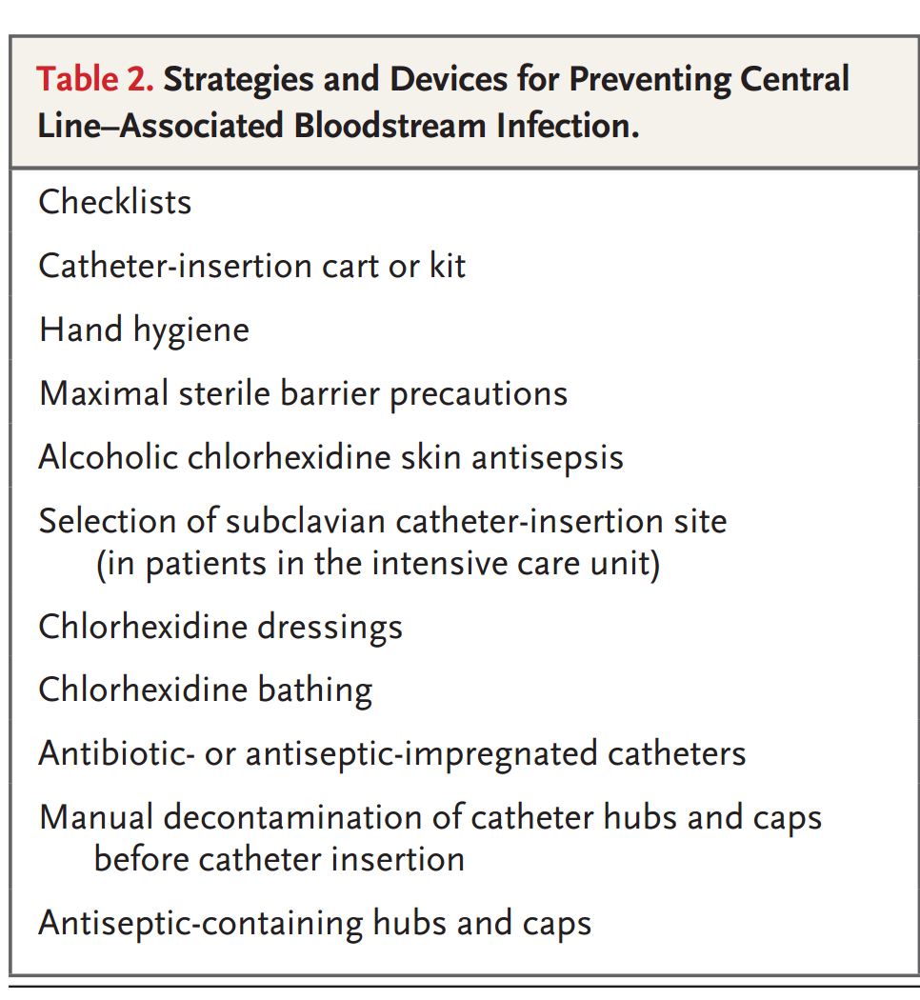 Table 2. Strategies and Devices for Preventing Central
Line–Associated Bloodstream Infection.
Checklists
Catheter-insertion cart or kit
Hand hygiene
Maximal sterile barrier precautions
Alcoholic chlorhexidine skin antisepsis
Selection of subclavian catheter-insertion site
(in patients in the intensive care unit)
Chlorhexidine dressings
Chlorhexidine bathing
Antibiotic- or antiseptic-impregnated catheters
Manual decontamination of catheter hubs and caps
before catheter insertion
Antiseptic-containing hubs and caps